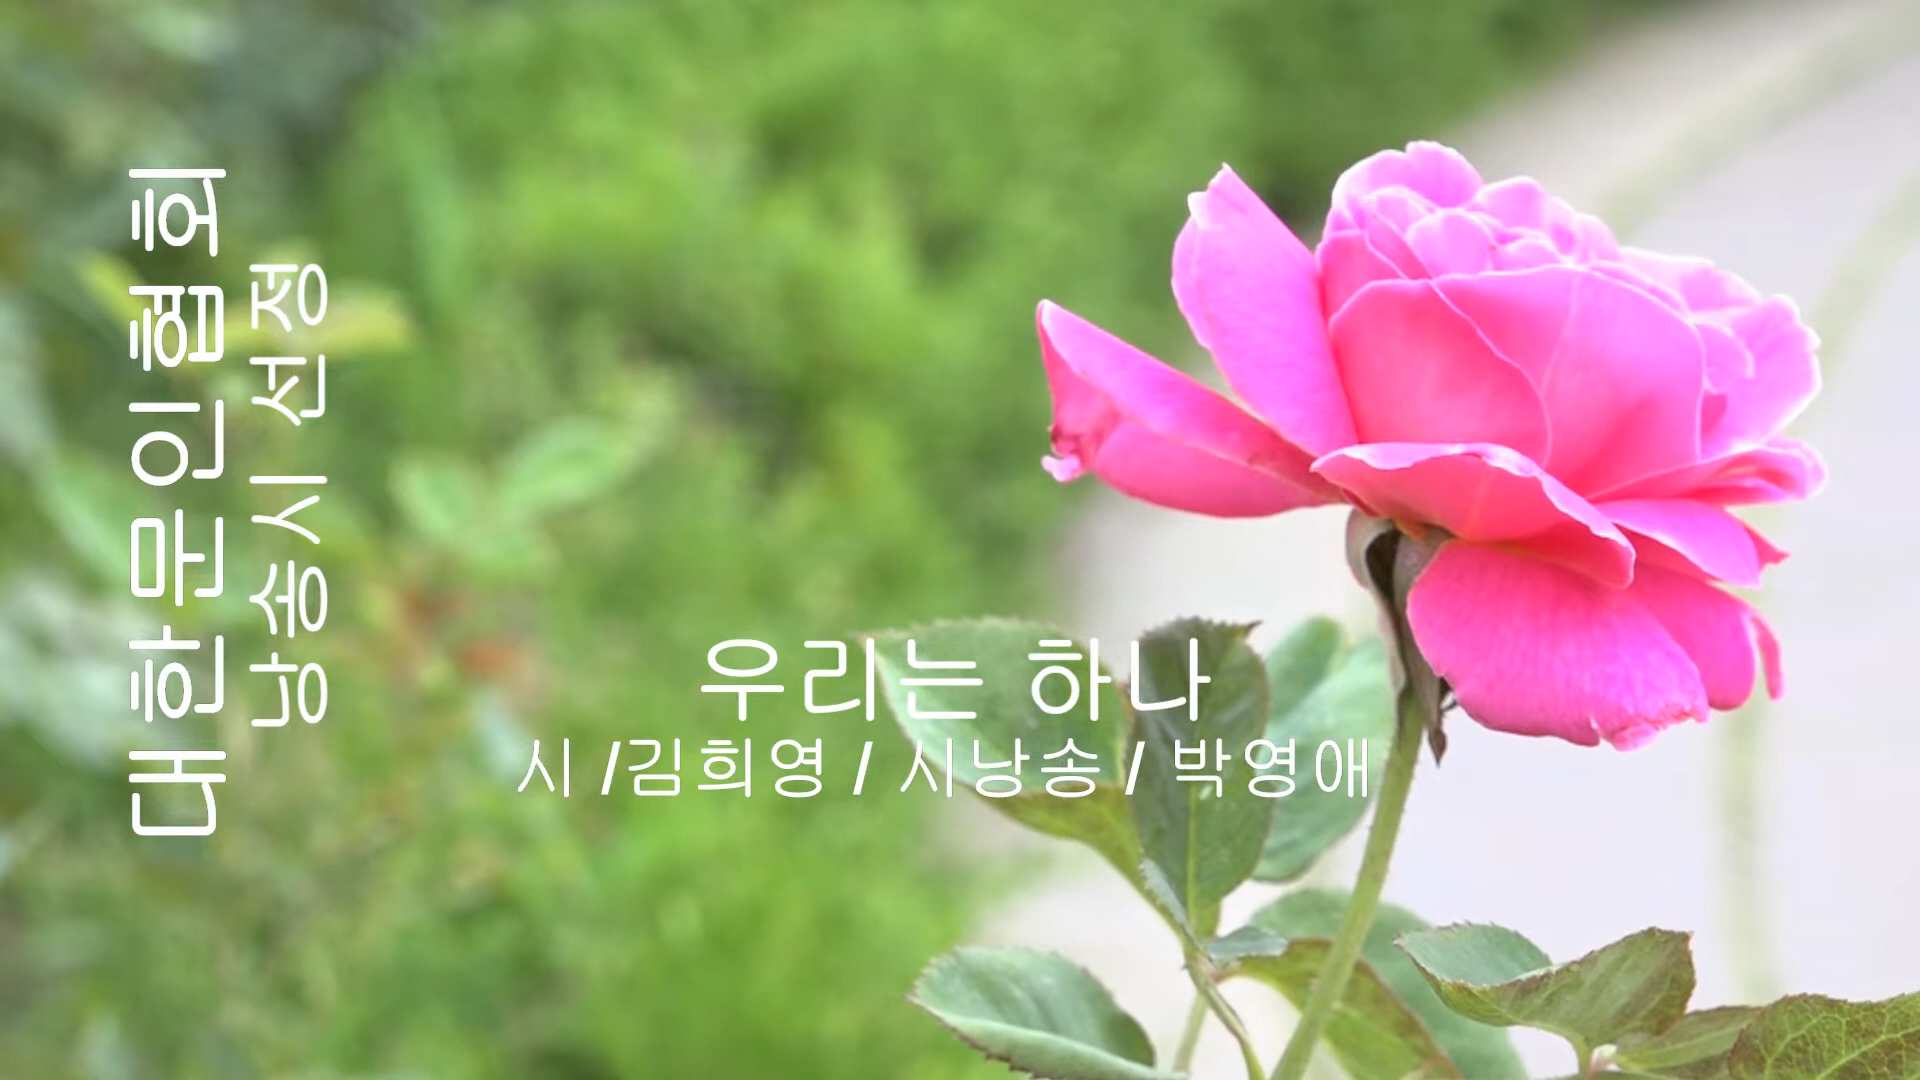 대한문인협회
낭송시 선정
우리는 하나
시 /김희영 / 시낭송 / 박영애